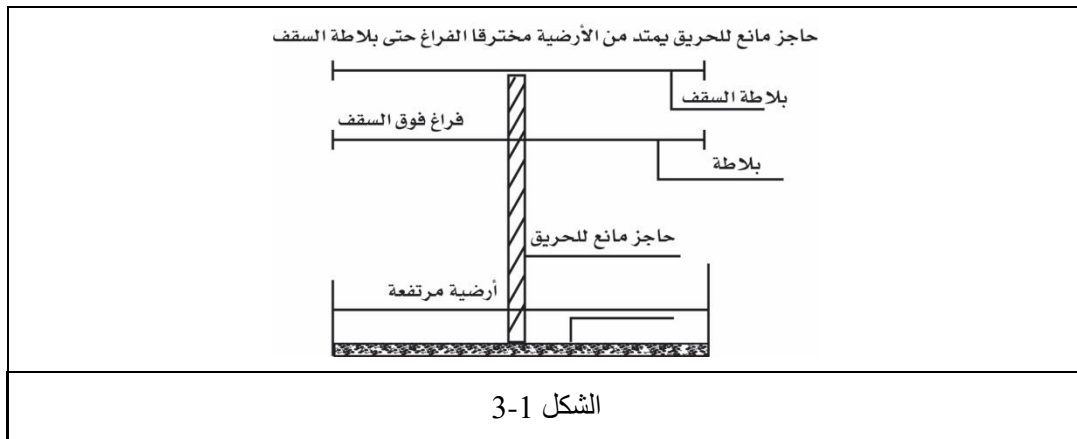 حاجز مانع للحريق يمتد من الأرضية مخترقا الفراغ حتى بلاطة السقف
بلاطة السقف
فراغ فوق السقف
بلاطة
حاجز مانع للحريق
أرضية مرتفعة
الشكل 1-3